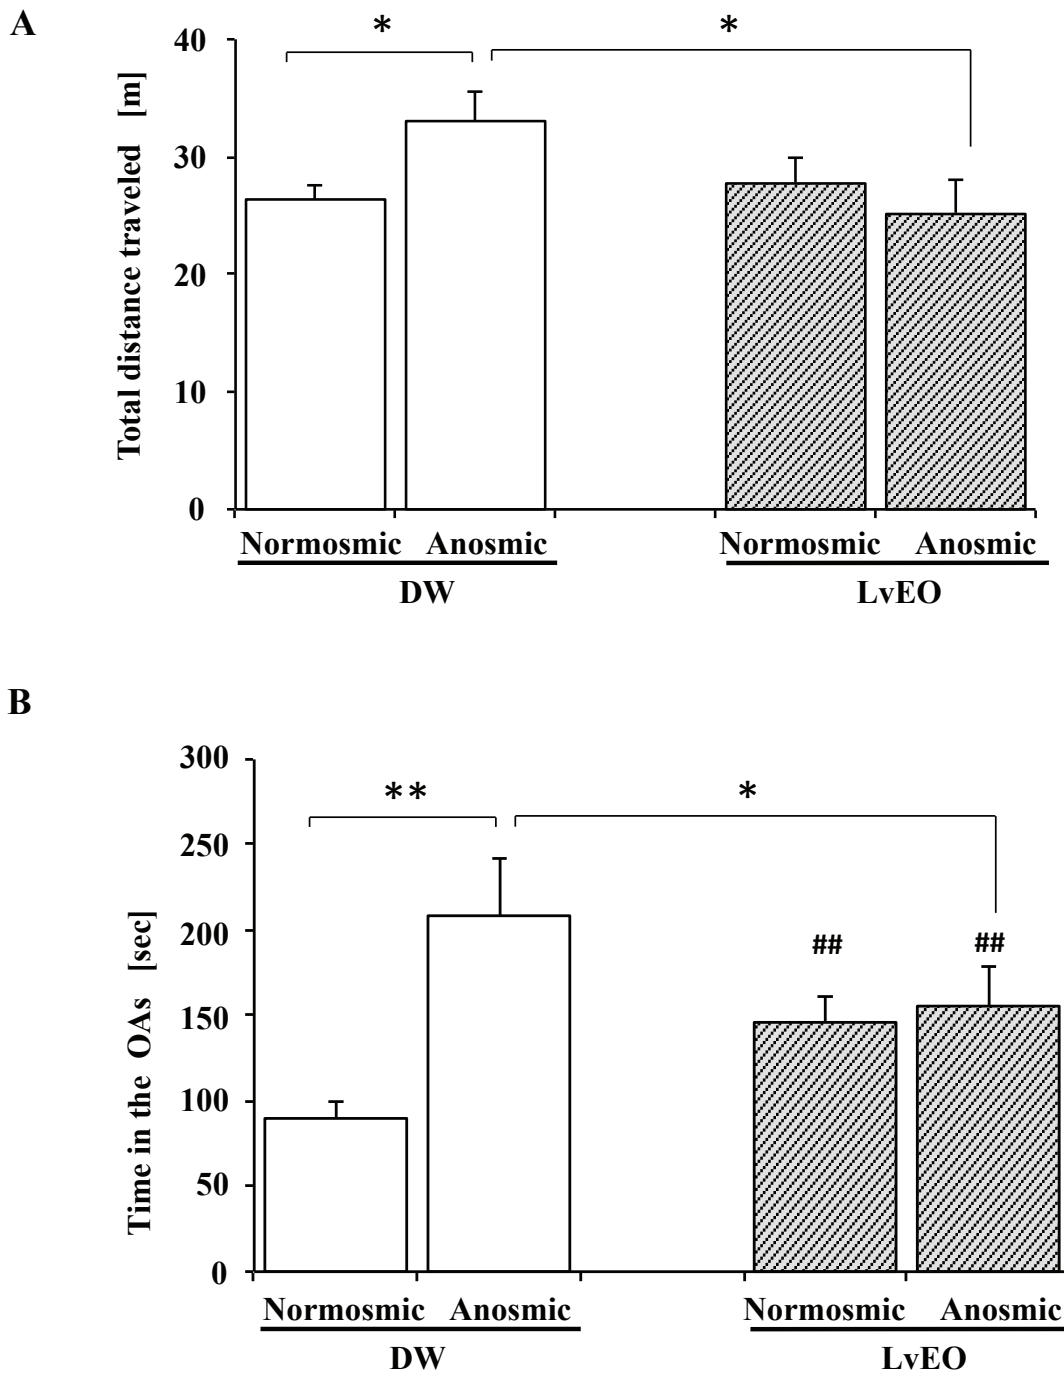 A
Total distance traveled [m]
40
30
20
10
0
*
*
Normosmic Anosmic
Normosmic Anosmic
DW
LvEO
B
Time in the OAs [sec]
300
250
200
150
100
50
0
**
*
##
##
Normosmic Anosmic
Normosmic Anosmic
DW
LvEO